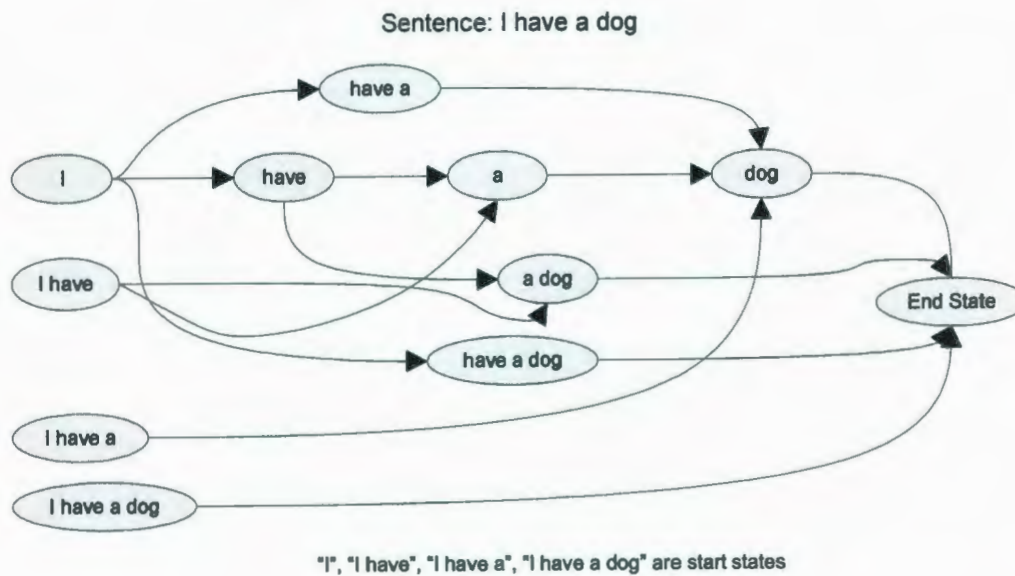 Sentence: I have a dog
have a
I
have
a
dog
I have
a dog
End State
have a dog
I have a
I have a dog
"I", "I have", "I have a", "I have a dog" are start states